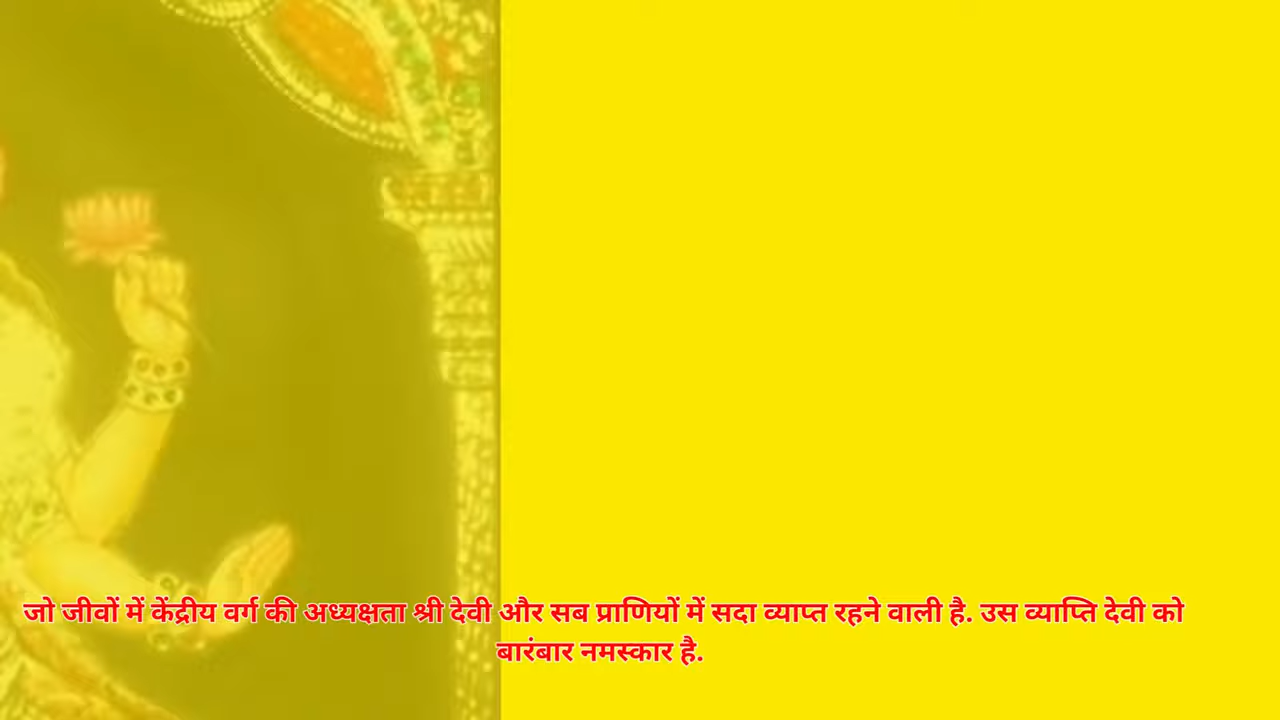 जो जीवों में केंद्रीय वर्ग की अध्यक्षता श्री देवी और सब प्राणियों में सदा व्याप्त रहने वाली है. उस व्याप्ति देवी को
बारंबार नमस्कार है.